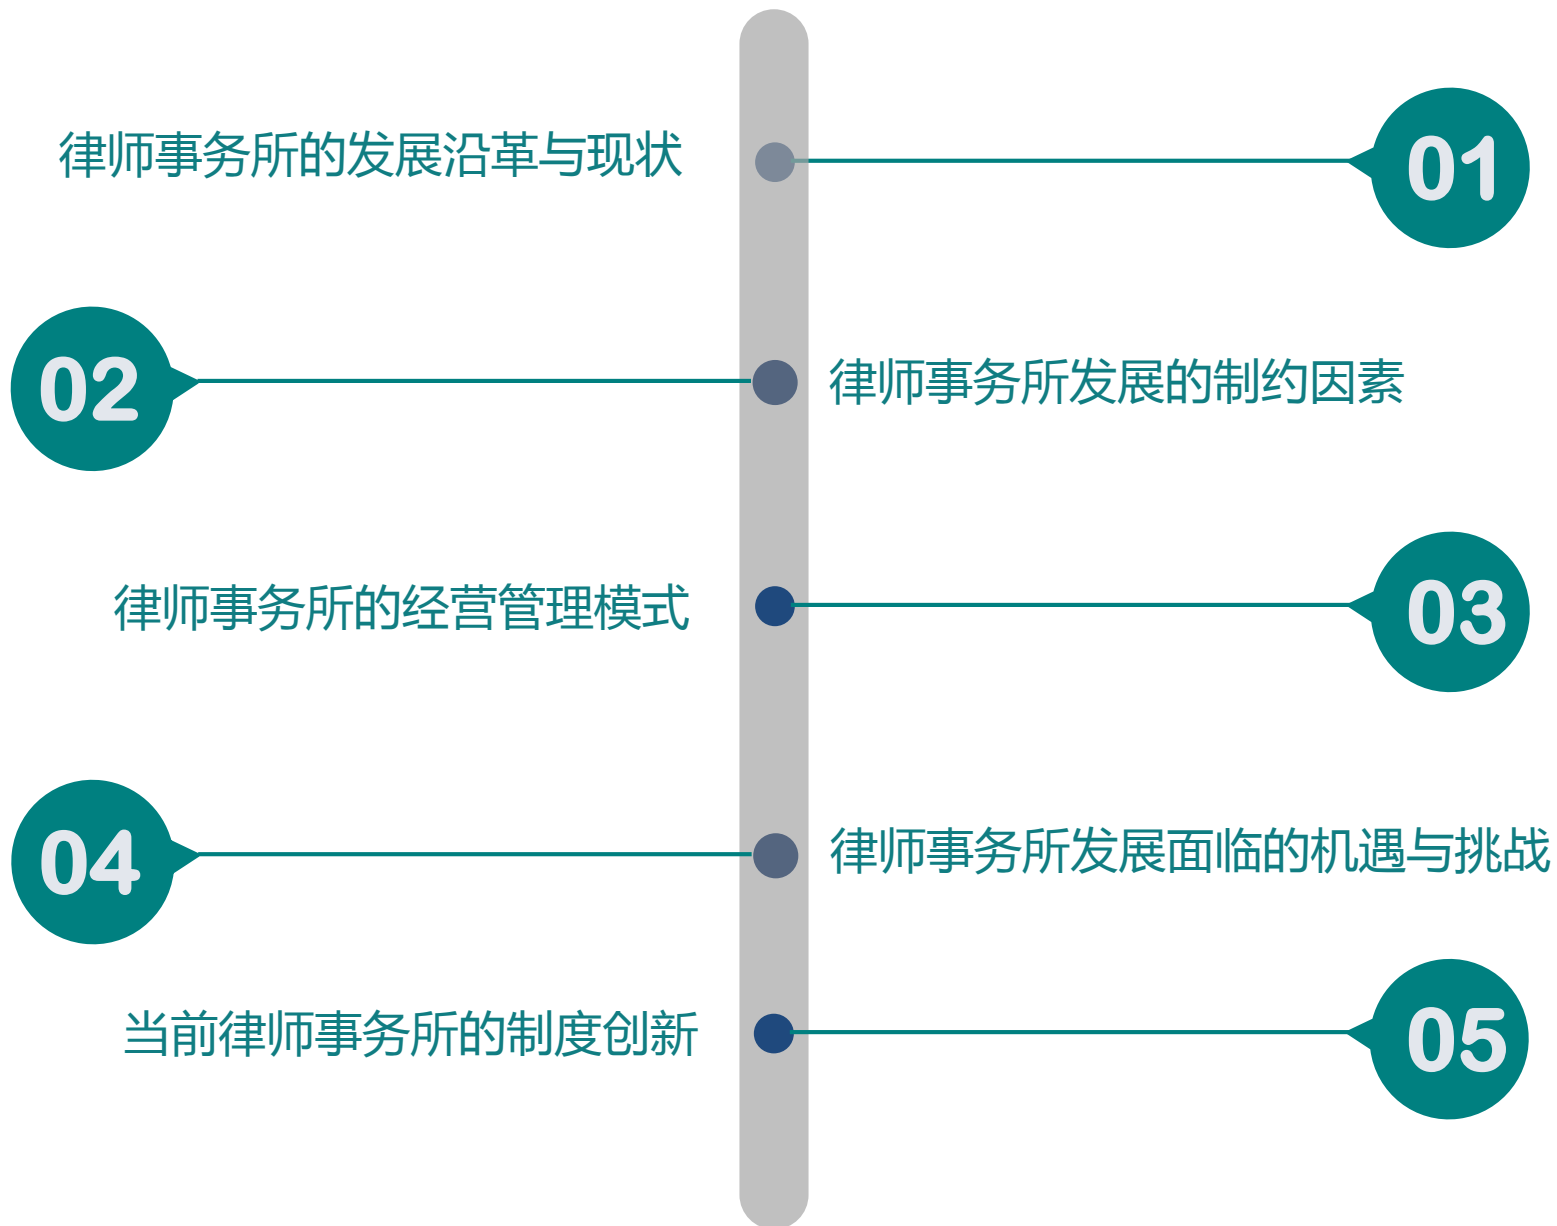 律师事务所的发展沿革与现状
01
02
律师事务所发展的制约因素
律师事务所的经营管理模式
03
04
律师事务所发展面临的机遇与挑战
当前律师事务所的制度创新
05